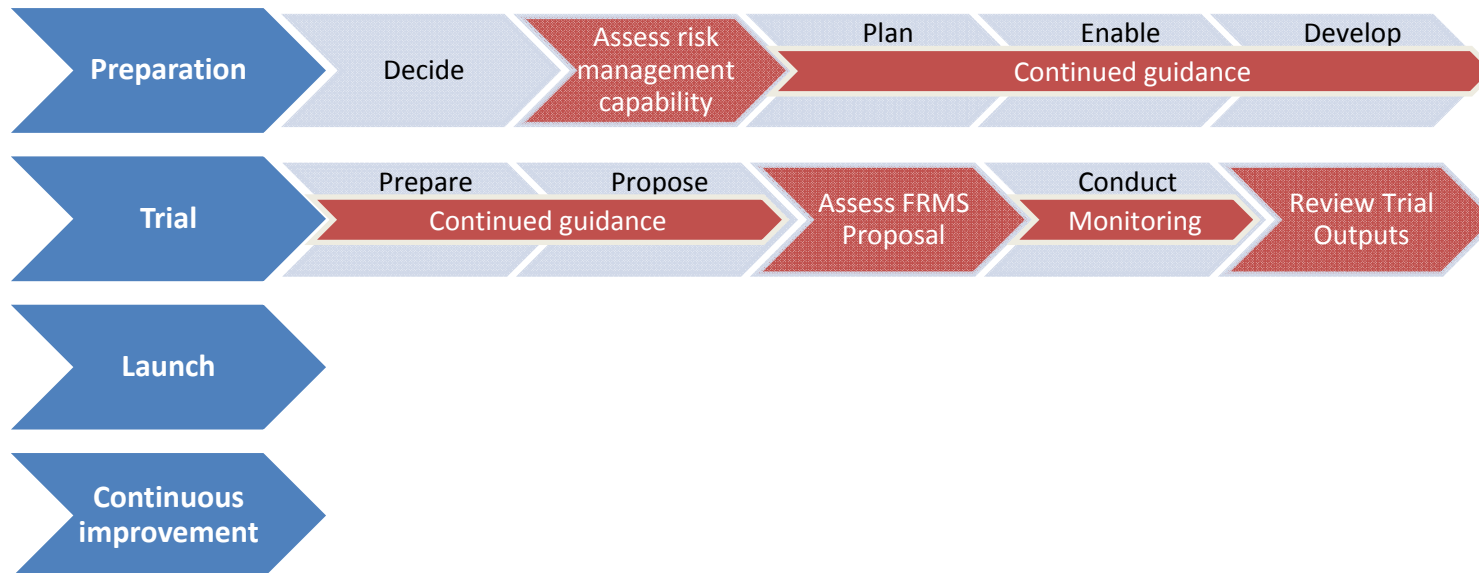 Preparation
Decide
Assess risk
management
capability
Plan
Enable
Develop
Continued guidance
Trial
Prepare
Propose
Continued guidance
Assess FRMS
Proposal
Conduct
Monitoring
Review Trial
Outputs
Launch
Continuous
improvement